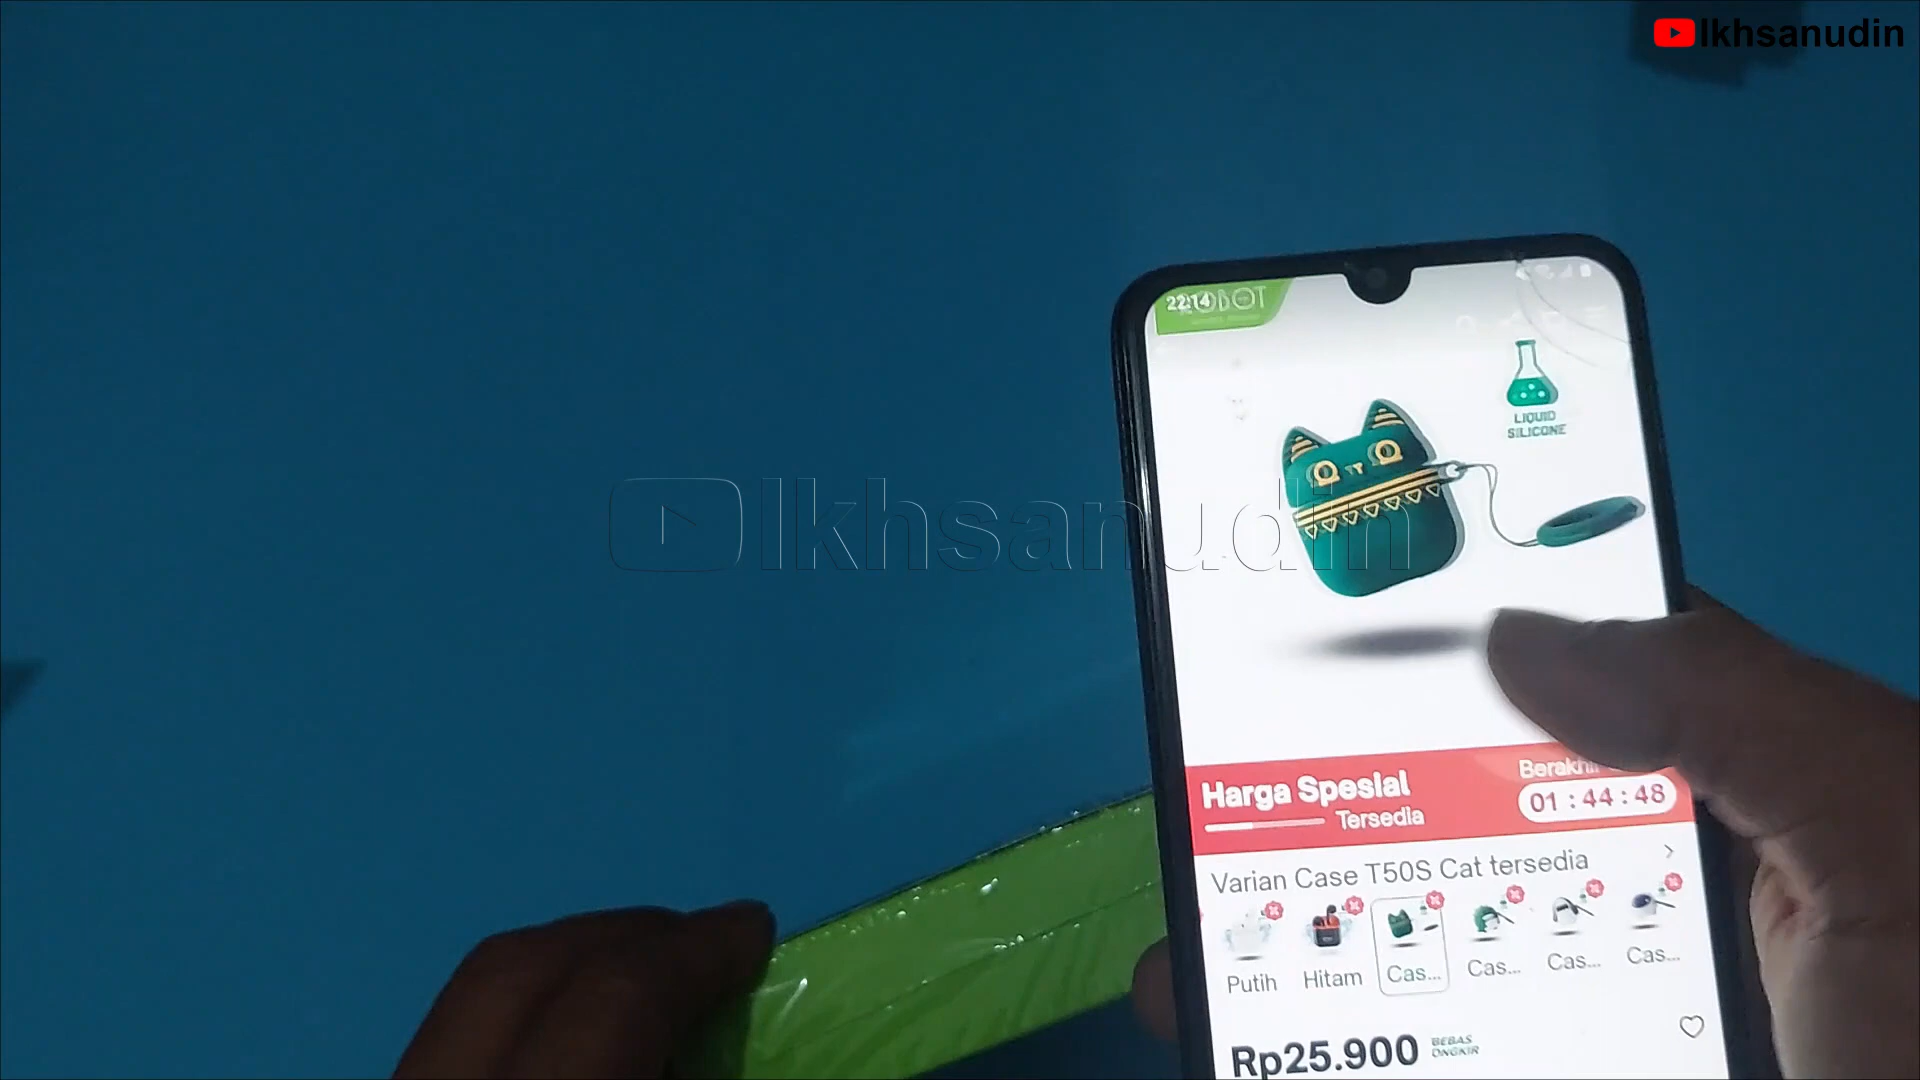 Ikhsanudin
22:14
ROBOT
LIQUID
SILICONE
Ikhsanudin
Harga Spesial
Tersedia
01 : 44 : 48
Varian Case T50S Cat tersedia
Putih
Hitam
Cas...
Cas...
Cas...
Cas...
Rp25.900
BEBAS
ONGKIR